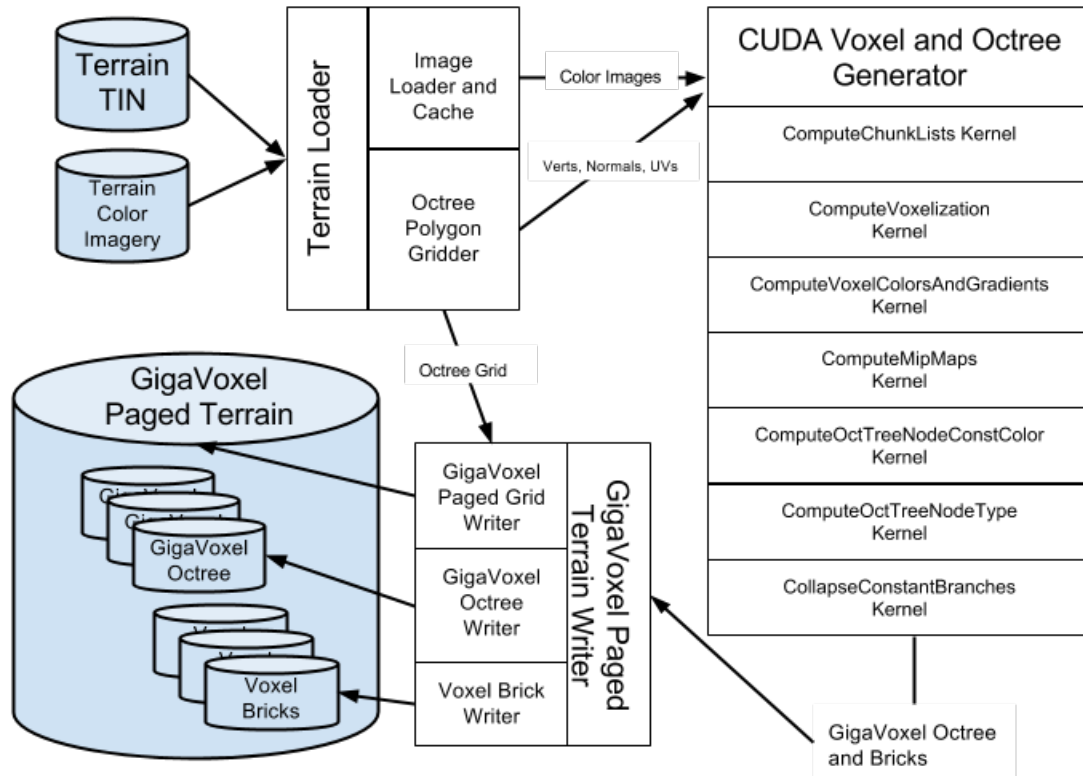 Terrain
TIN
Terrain
Color
Imagery
Terrain Loader
Image
Loader and
Cache
Octree
Polygon
Gridder
Color Images
Verts, Normals, UVs
CUDA Voxel and Octree
Generator
ComputeChunkLists Kernel
ComputeVoxelization
Kernel
ComputeVoxelColorsAndGradients
Kernel
ComputeMipMaps
Kernel
ComputeOctTreeNodeConstColor
Kernel
ComputeOctTreeNodeType
Kernel
CollapseConstantBranches
Kernel
Octree Grid
GigaVoxel
Paged Terrain
GigaVoxel
Octree
Voxel
Bricks
GigaVoxel
Paged Grid
Writer
GigaVoxel
Octree
Writer
Voxel Brick
Writer
GigaVoxel Paged
Terrain Writer
GigaVoxel Octree
and Bricks